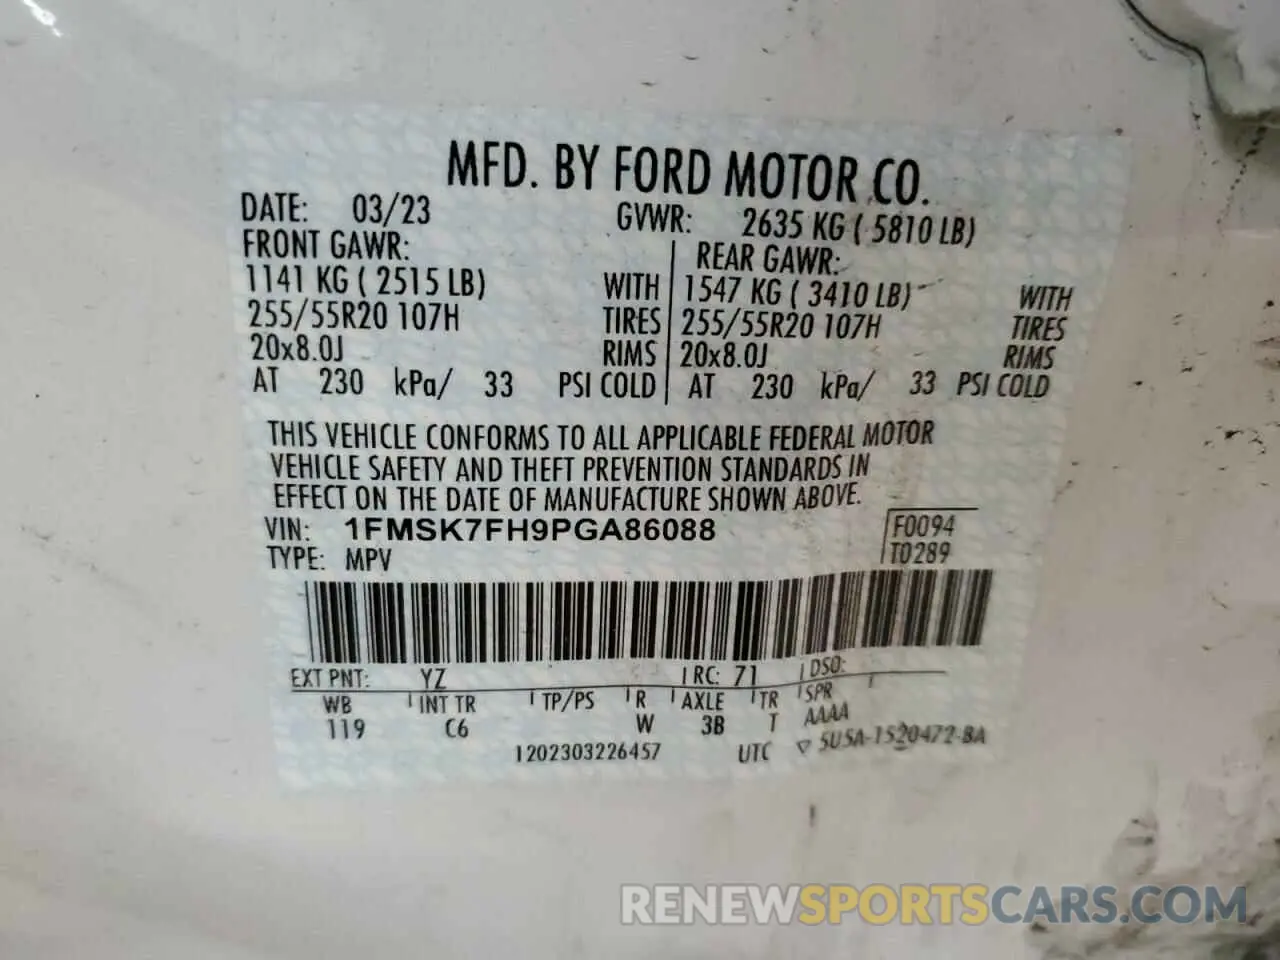 MFD. BY FORD MOTOR CO.
DATE: 03/23 GVWR: 2635 KG ( 5810 LB)
FRONT GAWR: REAR GAWR:
1141 KG ( 2515 LB) WITH 1547 KG ( 3410 LB) WITH
255/55R20 107H TIRES 255/55R20 107H TIRES
20x8.0J RIMS 20x8.0J RIMS
AT 230 kPa/ 33 PSI COLD AT 230 kPa/ 33 PSI COLD
THIS VEHICLE CONFORMS TO ALL APPLICABLE FEDERAL MOTOR
VEHICLE SAFETY AND THEFT PREVENTION STANDARDS IN
EFFECT ON THE DATE OF MANUFACTURE SHOWN ABOVE.
VIN: 1FMSK7FH9PGA86088 F0094
TYPE: MPV T0289
EXT PNT: YZ RC: 71 DSO:
WB INT TR TP/PS R AXLE TR SPR
119 C6 W 3B T AAAA
1202303226457 UTC ▽ 5U5A-1520472-BA
RENEWSPORTSCARS.COM